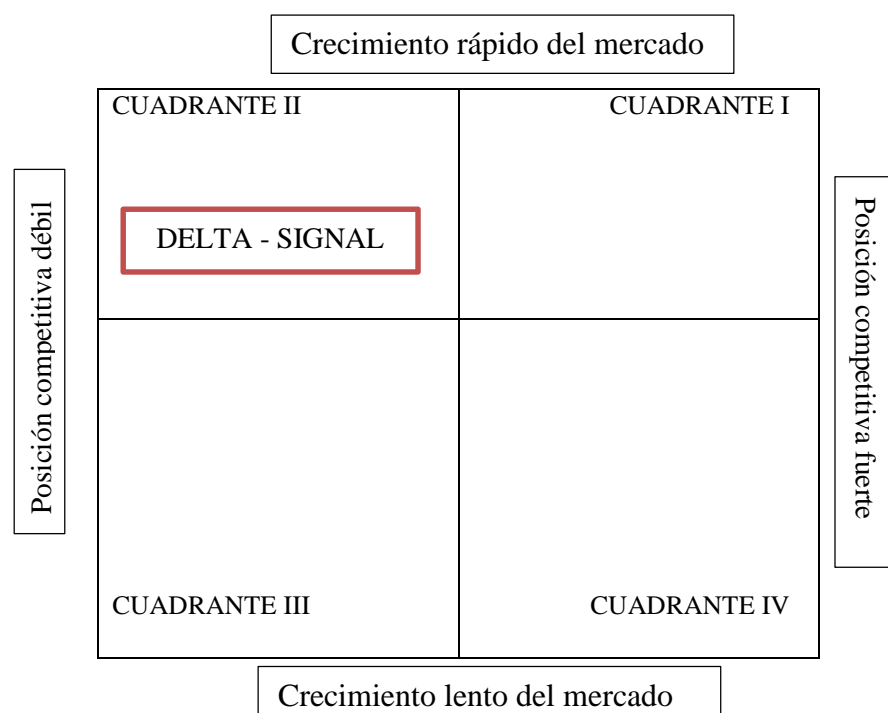 Crecimiento rápido del mercado
CUADRANTE II
CUADRANTE I
Posición competitiva débil
DELTA - SIGNAL
Posición competitiva fuerte
CUADRANTE III
CUADRANTE IV
Crecimiento lento del mercado